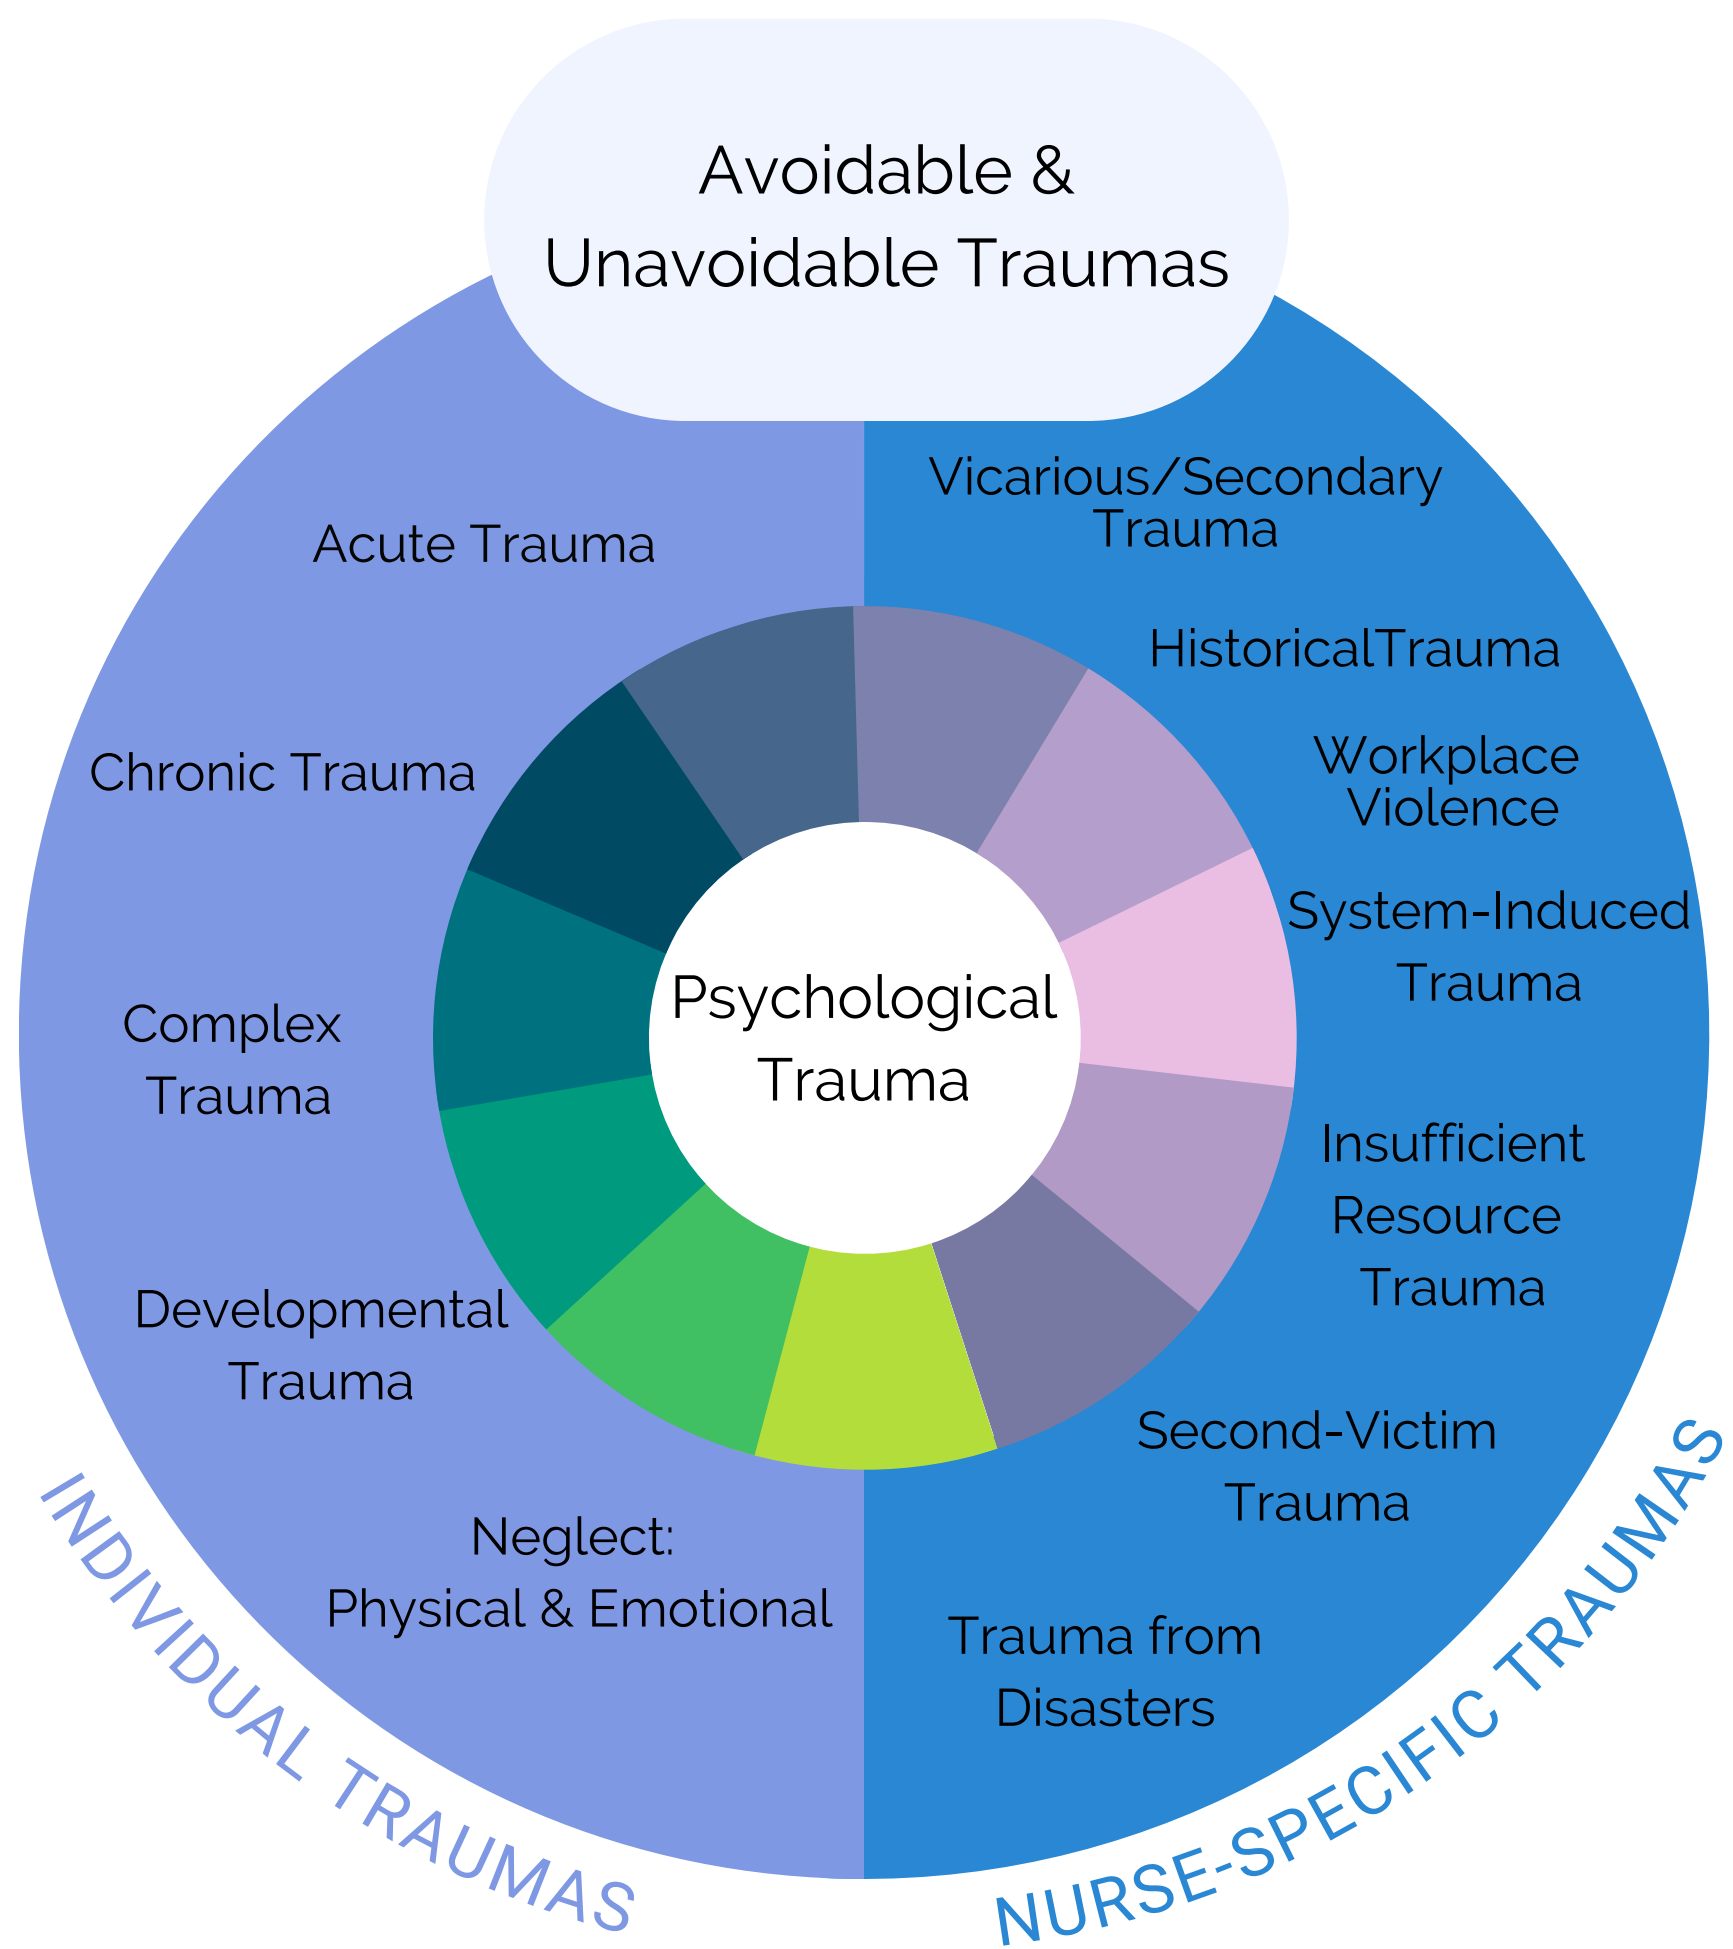 Avoidable &
Unavoidable Traumas
Acute Trauma
Chronic Trauma
Complex
Trauma
Developmental
Trauma
Neglect:
Physical & Emotional
Vicarious/Secondary
Trauma
HistoricalTrauma
Workplace
Violence
System-Induced
Trauma
Insufficient
Resource
Trauma
Second-Victim
Trauma
Trauma from
Disasters
Psychological
Trauma
INDIVIDUAL TRAUMAS
NURSE-SPECIFIC TRAUMAS